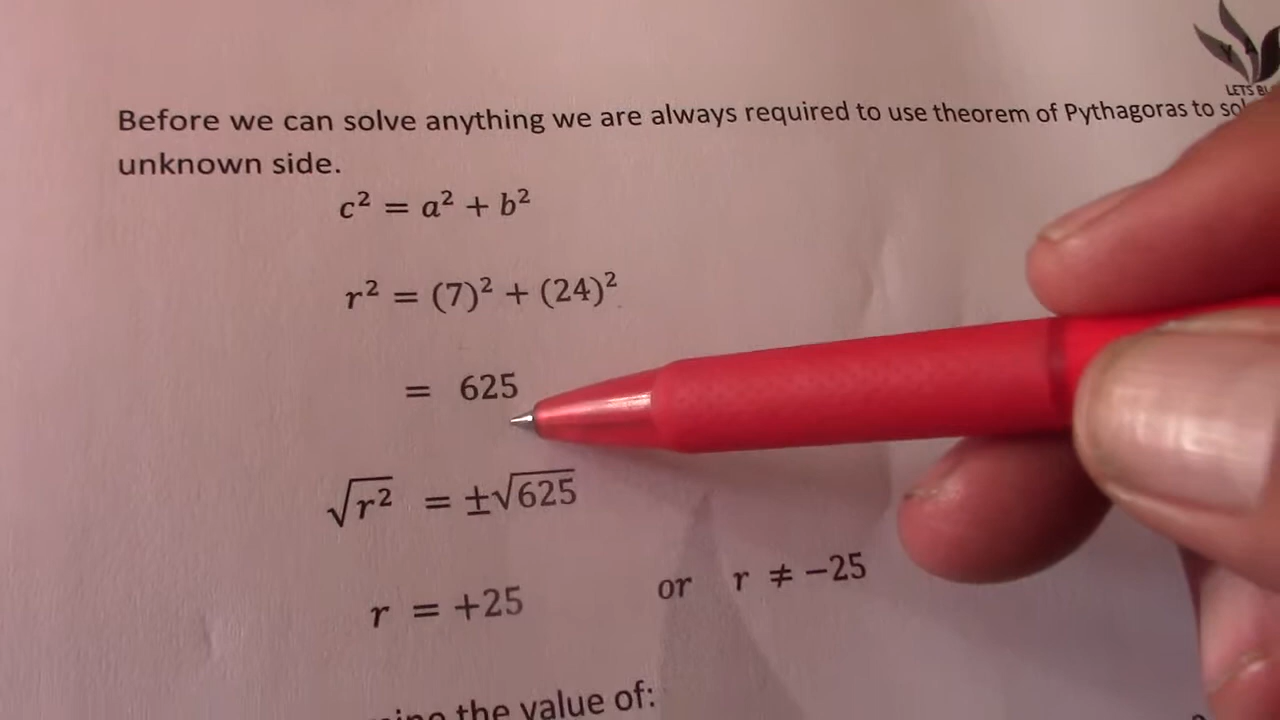 Y A
LETS
Before we can solve anything we are always required to use theorem of Pythagoras to
unknown side.
c² = a² + b²
r² = (7)² + (24)²
= 625
√r² = ±√625
r = +25 or r ≠ −25
the value of: